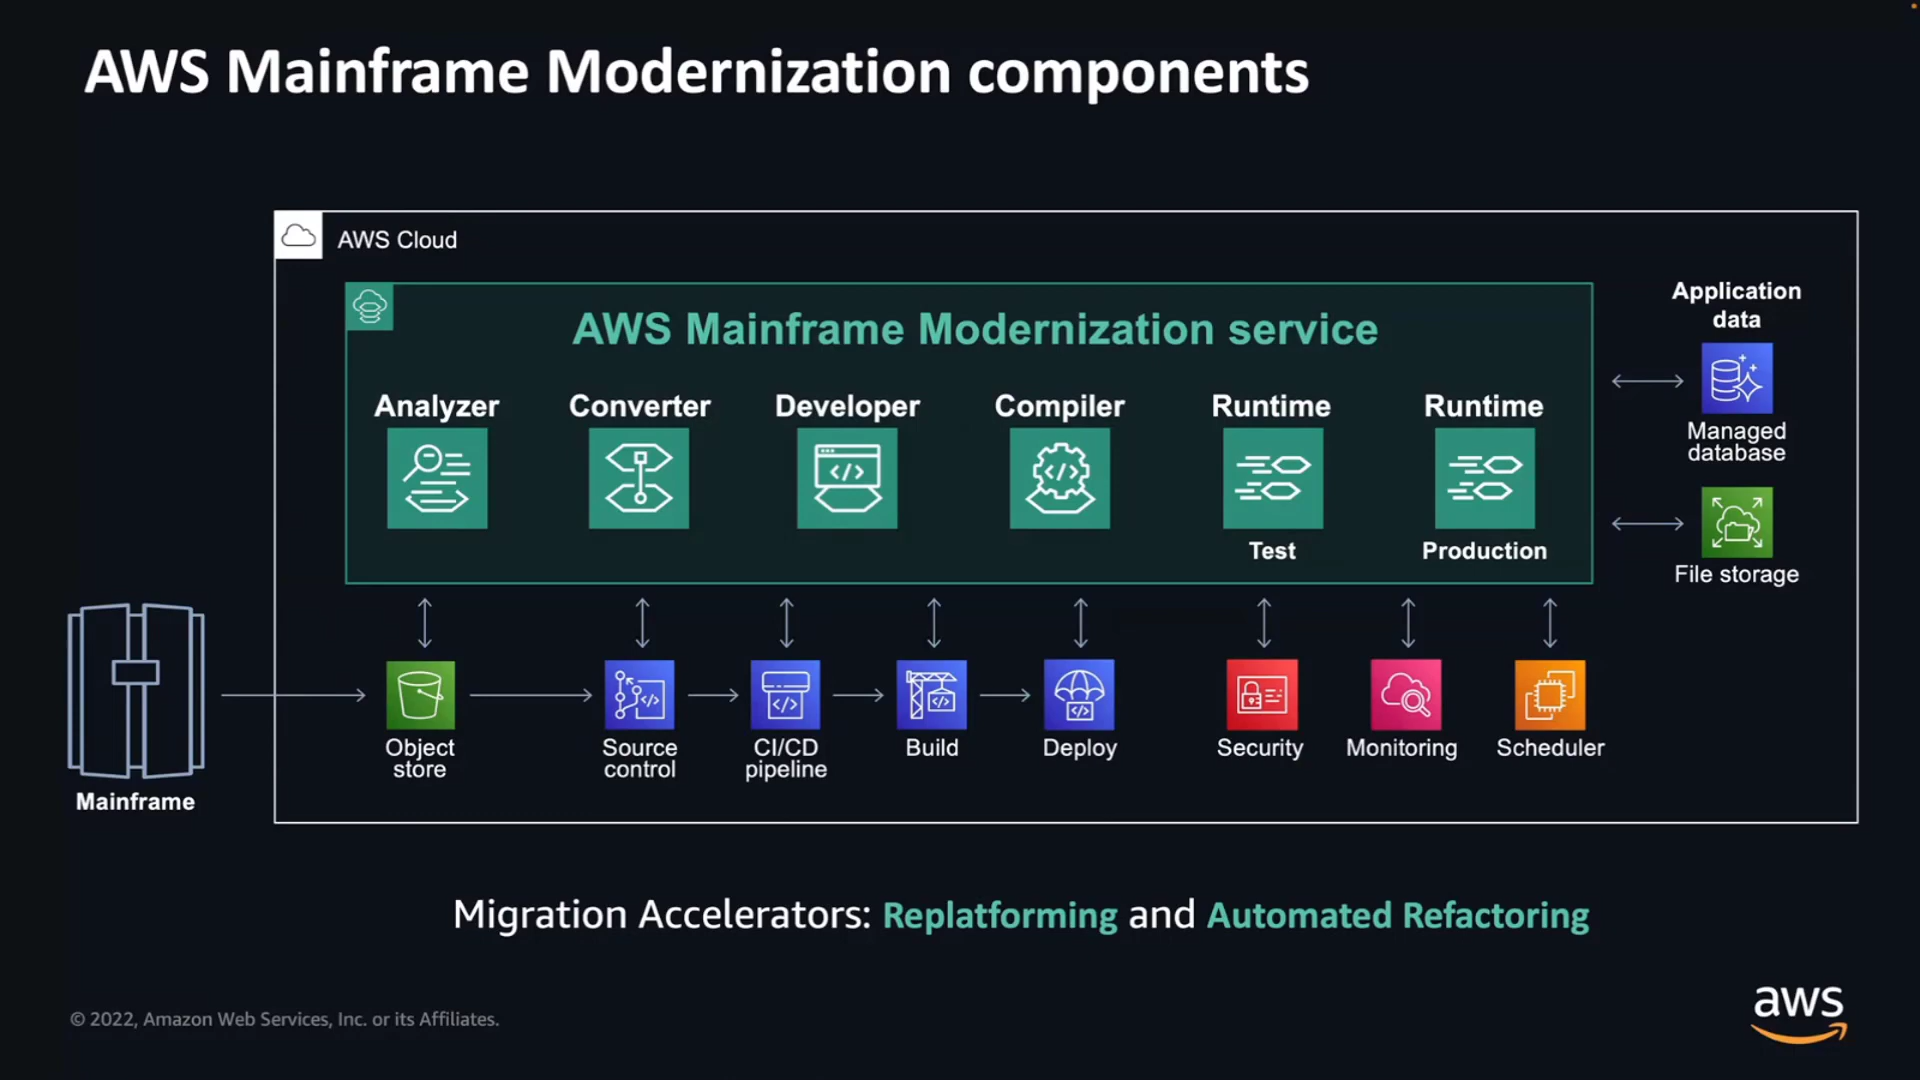 AWS Mainframe Modernization components
AWS Cloud
AWS Mainframe Modernization service
Analyzer
Converter
Developer
Compiler
Runtime
Test
Runtime
Production
Application
data
Managed
database
File storage
Mainframe
Object
store
Source
control
CI/CD
pipeline
Build
Deploy
Security
Monitoring
Scheduler
Migration Accelerators: Replatforming and Automated Refactoring
© 2022, Amazon Web Services, Inc. or its Affiliates.
aws